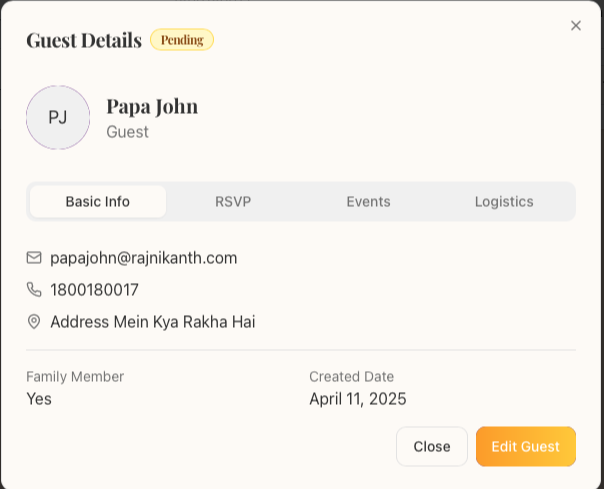 Guest Details Pending
PJ
Papa John
Guest
Basic Info RSVP Events Logistics
papajohn@rajnikanth.com
1800180017
Address Mein Kya Rakha Hai
Family Member Created Date
Yes April 11, 2025
Close Edit Guest